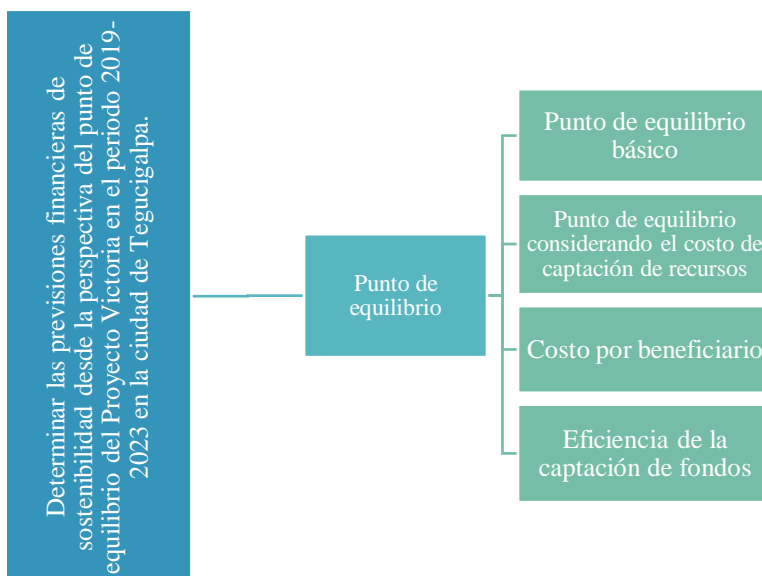 Determinar las previsiones financieras de
sostenibilidad desde la perspectiva del punto de
equilibrio del Proyecto Victoria en el periodo 2019-
2023 en la ciudad de Tegucigalpa.
Punto de
equilibrio
Punto de equilibrio
básico
Punto de equilibrio
considerando el costo de
captación de recursos
Costo por beneficiario
Eficiencia de la
captación de fondos